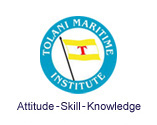 TOLANI MARITIME
T
INSTITUTE
Attitude - Skill - Knowledge